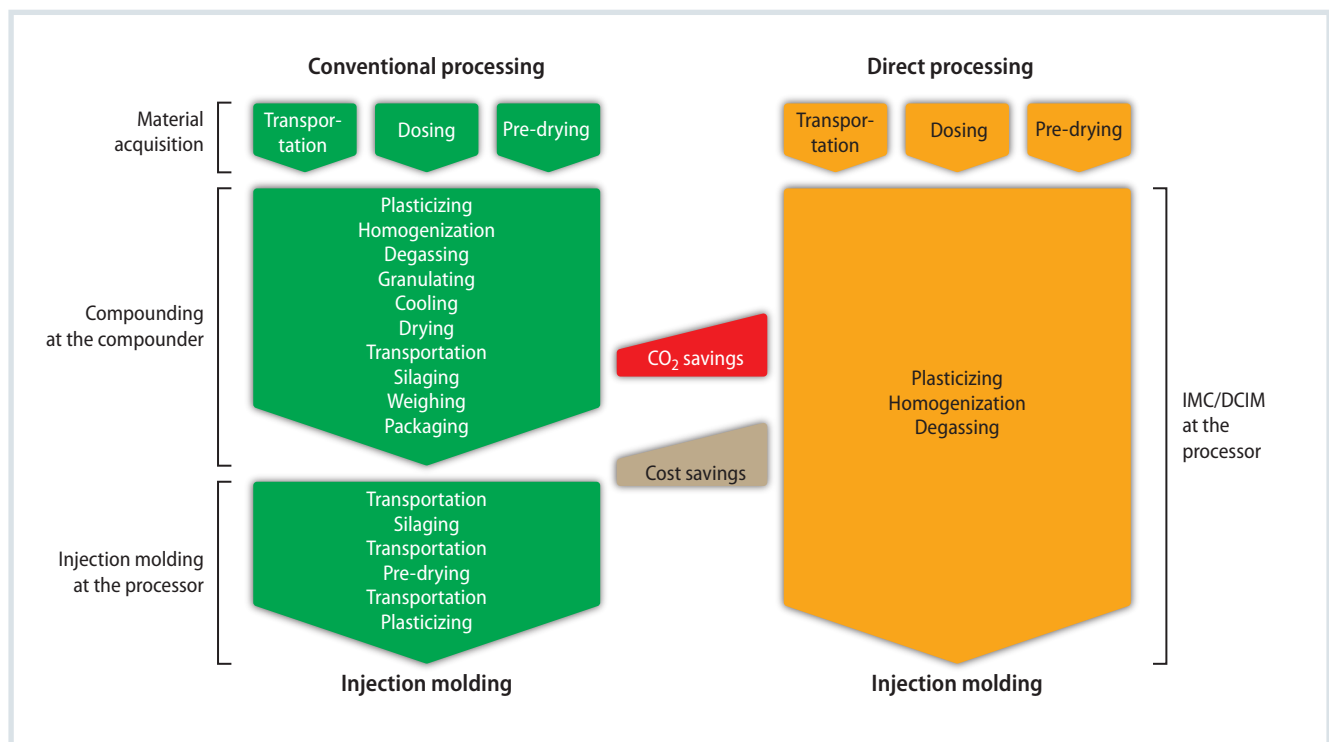 Conventional processing
Direct processing
Material
acquisition
Transpor-
tation
Dosing
Pre-drying
Transpor-
tation
Dosing
Pre-drying
Compounding
at the compounder
Plasticizing
Homogenization
Degassing
Granulating
Cooling
Drying
Transportation
Silaging
Weighing
Packaging
CO₂ savings
Cost savings
Plasticizing
Homogenization
Degassing
IMC/DCIM
at the
processor
Injection molding
at the processor
Transportation
Silaging
Transportation
Pre-drying
Transportation
Plasticizing
Injection molding
Injection molding